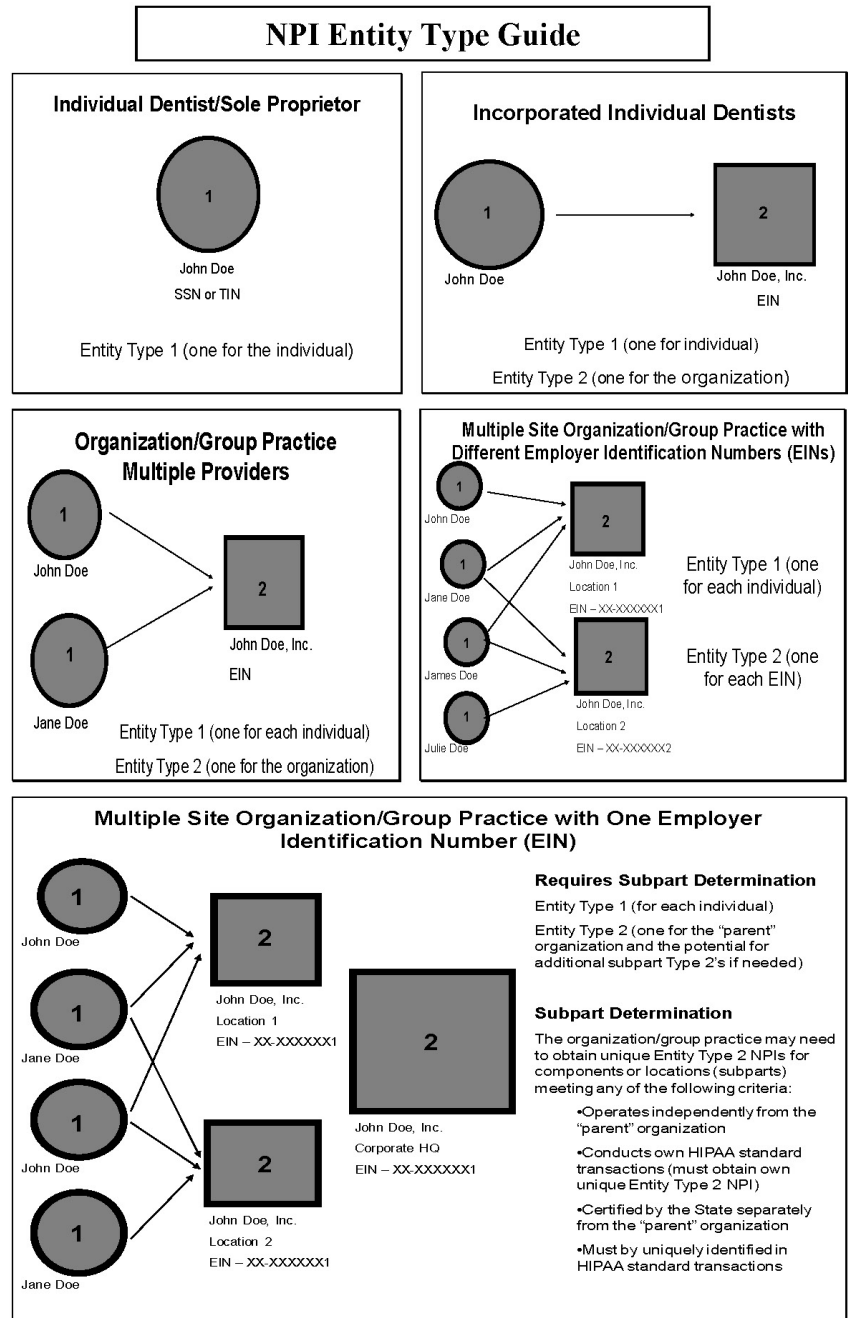 NPI Entity Type Guide
Individual Dentist/Sole Proprietor
1
John Doe
SSN or TIN
Entity Type 1 (one for the individual)
Incorporated Individual Dentists
1
2
John Doe
John Doe, Inc.
EIN
Entity Type 1 (one for individual)
Entity Type 2 (one for the organization)
Organization/Group Practice
Multiple Providers
1
John Doe
2
John Doe, Inc.
EIN
1
Jane Doe
Entity Type 1 (one for each individual)
Entity Type 2 (one for the organization)
Multiple Site Organization/Group Practice with
Different Employer Identification Numbers (EINs)
1
John Doe
1
Jane Doe
1
James Doe
1
Julie Doe
2
John Doe, Inc.
Location 1
EIN – XX-XXXXXX1
2
John Doe, Inc.
Location 2
EIN – XX-XXXXXX2
Entity Type 1 (one
for each individual)
Entity Type 2 (one
for each EIN)
Multiple Site Organization/Group Practice with One Employer
Identification Number (EIN)
1
John Doe
1
Jane Doe
1
John Doe
1
Jane Doe
2
John Doe, Inc.
Location 1
EIN – XX-XXXXXX1
2
John Doe, Inc.
Location 2
EIN – XX-XXXXXX1
2
John Doe, Inc.
Corporate HQ
EIN – XX-XXXXXX1
Requires Subpart Determination
Entity Type 1 (for each individual)
Entity Type 2 (one for the “parent”
organization and the potential for
additional subpart Type 2’s if needed)
Subpart Determination
The organization/group practice may need
to obtain unique Entity Type 2 NPIs for
components or locations (subparts)
meeting any of the following criteria:
•Operates independently from the
“parent” organization
•Conducts own HIPAA standard
transactions (must obtain own
unique Entity Type 2 NPI)
•Certified by the State separately
from the “parent” organization
•Must by uniquely identified in
HIPAA standard transactions